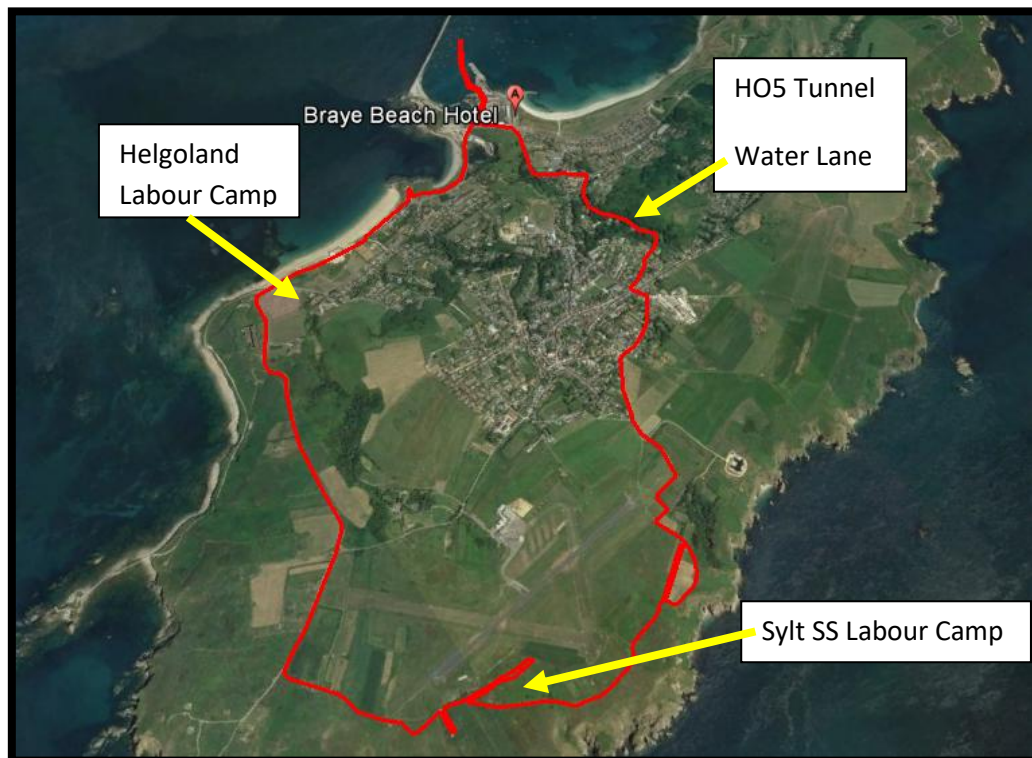 A
Braye Beach Hotel
HO5 Tunnel
Water Lane
Helgoland
Labour Camp
Sylt SS Labour Camp